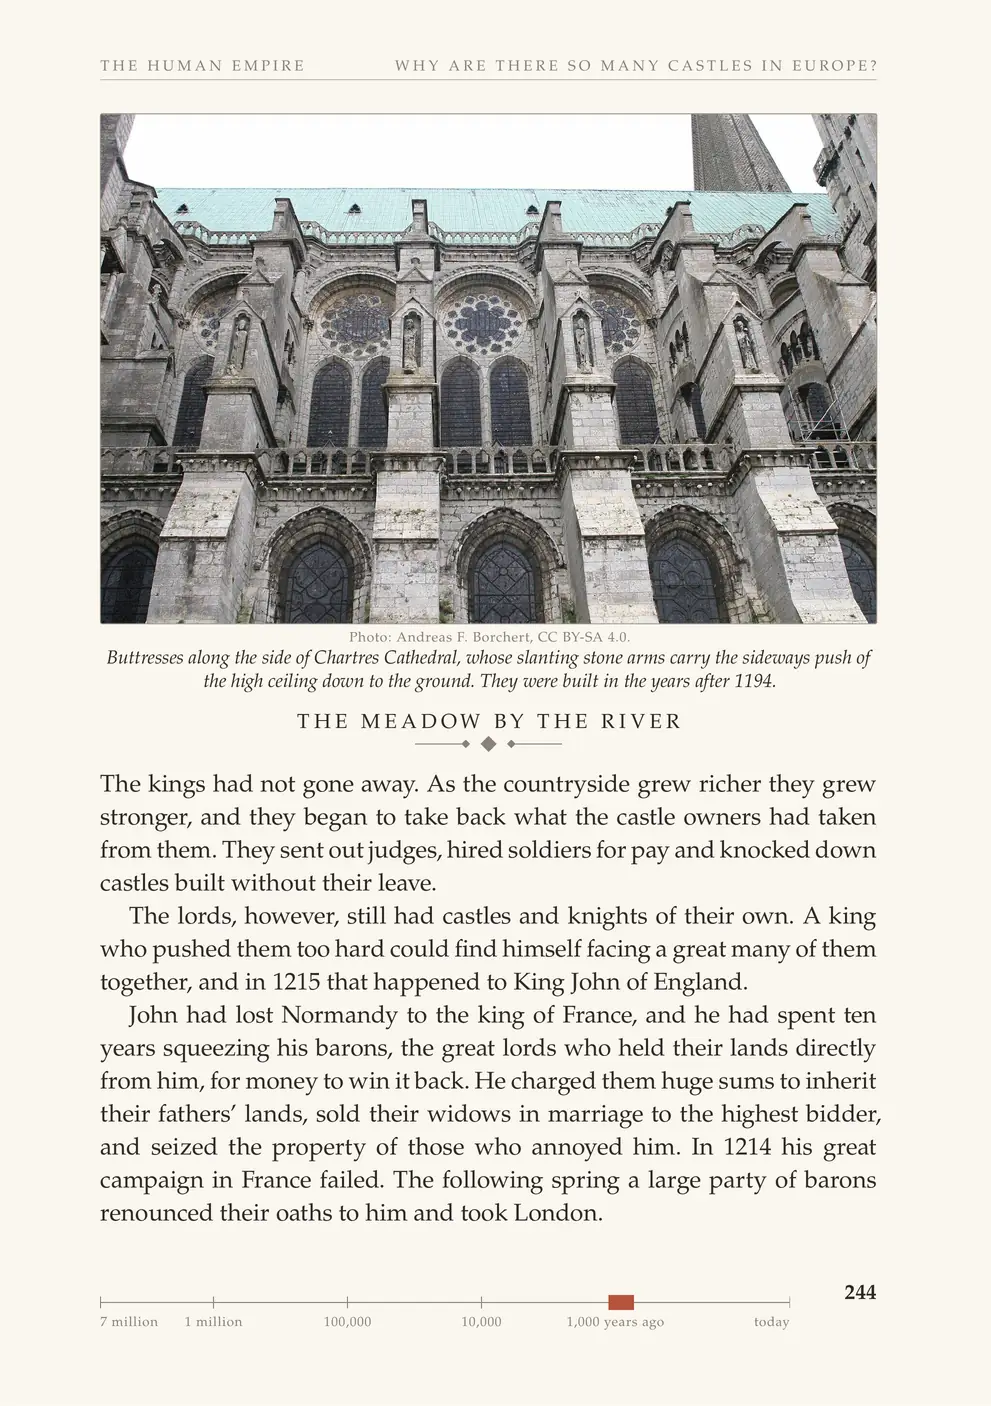 THE HUMAN EMPIRE
WHY ARE THERE SO MANY CASTLES IN EUROPE?
Photo: Andreas F. Borchert, CC BY-SA 4.0.
Buttresses along the side of Chartres Cathedral, whose slanting stone arms carry the sideways push of
the high ceiling down to the ground. They were built in the years after 1194.
THE MEADOW BY THE RIVER
The kings had not gone away. As the countryside grew richer they grew
stronger, and they began to take back what the castle owners had taken
from them. They sent out judges, hired soldiers for pay and knocked down
castles built without their leave.
The lords, however, still had castles and knights of their own. A king
who pushed them too hard could find himself facing a great many of them
together, and in 1215 that happened to King John of England.
John had lost Normandy to the king of France, and he had spent ten
years squeezing his barons, the great lords who held their lands directly
from him, for money to win it back. He charged them huge sums to inherit
their fathers’ lands, sold their widows in marriage to the highest bidder,
and seized the property of those who annoyed him. In 1214 his great
campaign in France failed. The following spring a large party of barons
renounced their oaths to him and took London.
244
7 million 1 million 100,000 10,000 1,000 years ago today